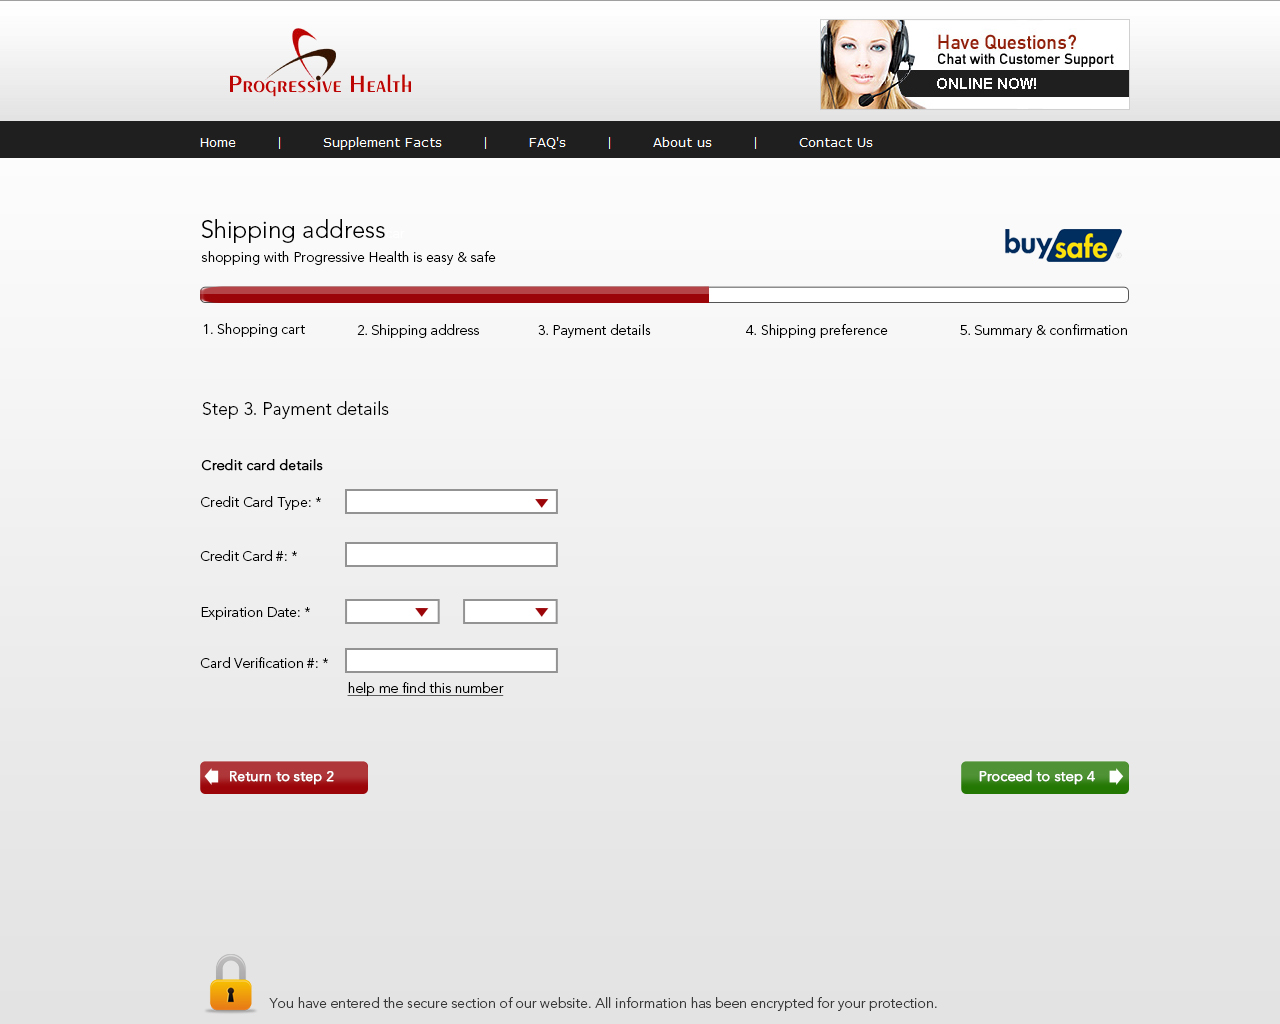 Progressive Health
Have Questions?
Chat with Customer Support
ONLINE NOW!
Home | Supplement Facts | FAQ's | About us | Contact Us
Shipping address
shopping with Progressive Health is easy & safe
buysafe
1. Shopping cart 2. Shipping address 3. Payment details 4. Shipping preference 5. Summary & confirmation
Step 3. Payment details
Credit card details
Credit Card Type: *
Credit Card #: *
Expiration Date: *
Card Verification #: *
help me find this number
Return to step 2 Proceed to step 4
You have entered the secure section of our website. All information has been encrypted for your protection.